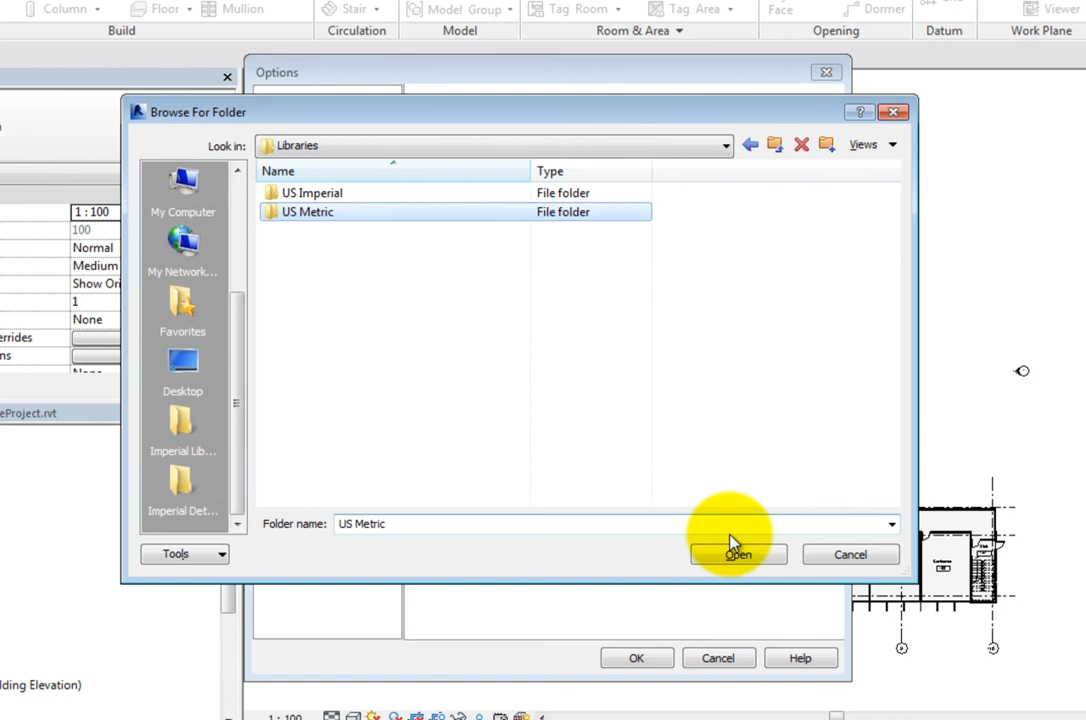 Column
Floor
Mullion
Stair
Model Group
Tag Room
Tag Area
Face
Dormer
Viewer
Build
Circulation
Model
Room & Area
Opening
Datum
Work Plane
Options
Browse For Folder
Look in:
Libraries
Views
Name
Type
US Imperial
File folder
US Metric
File folder
My Computer
My Network...
Favorites
Desktop
Imperial Lib...
Imperial Det...
1 : 100
100
Normal
Medium
Show Ori
1
None
errides
ns
eProject.rvt
Folder name:
US Metric
Tools
Open
Cancel
OK
Cancel
Help
lding Elevation)
1 : 100